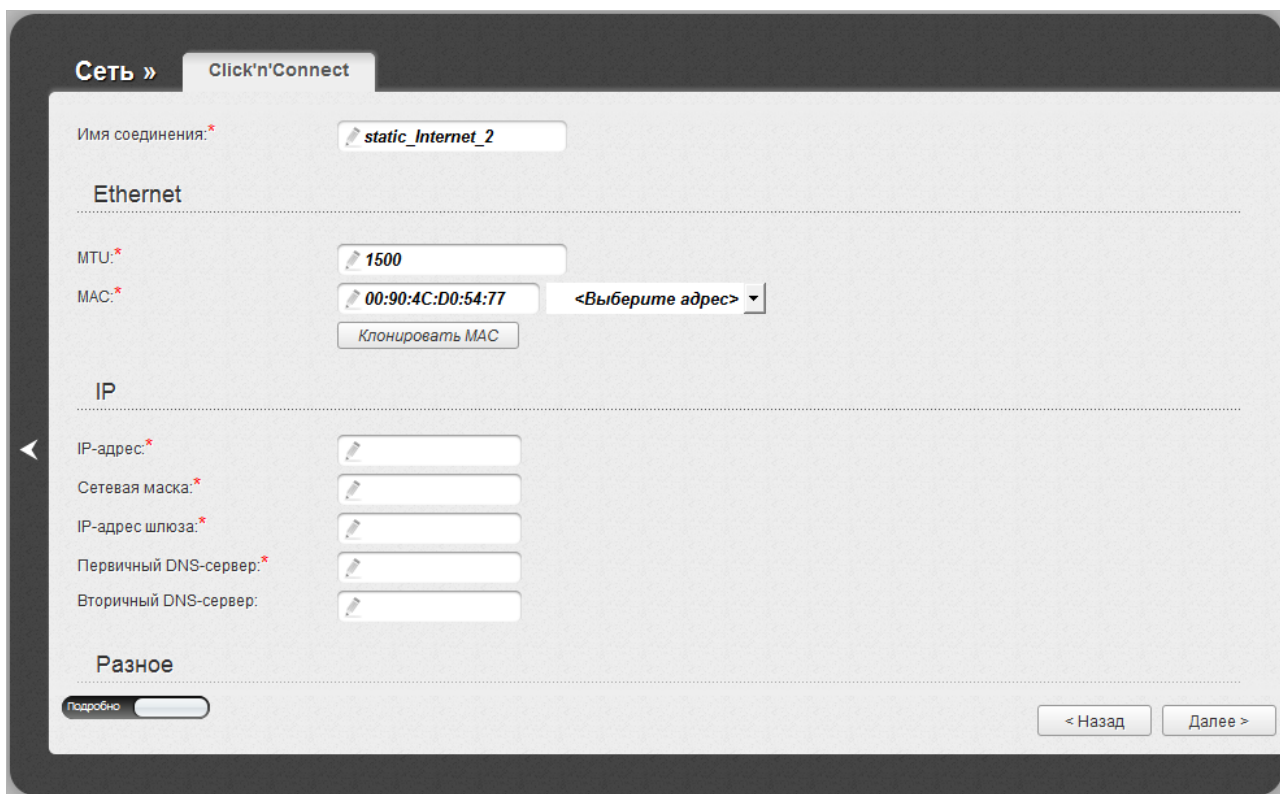 Сеть » Click'n'Connect
Имя соединения:* static_Internet_2
Ethernet
MTU:* 1500
MAC:* 00:90:4C:D0:54:77 <Выберите адрес>
Клонировать MAC
IP
IP-адрес:*
Сетевая маска:*
IP-адрес шлюза:*
Первичный DNS-сервер:*
Вторичный DNS-сервер:
Разное
Подробно
< Назад Далее >